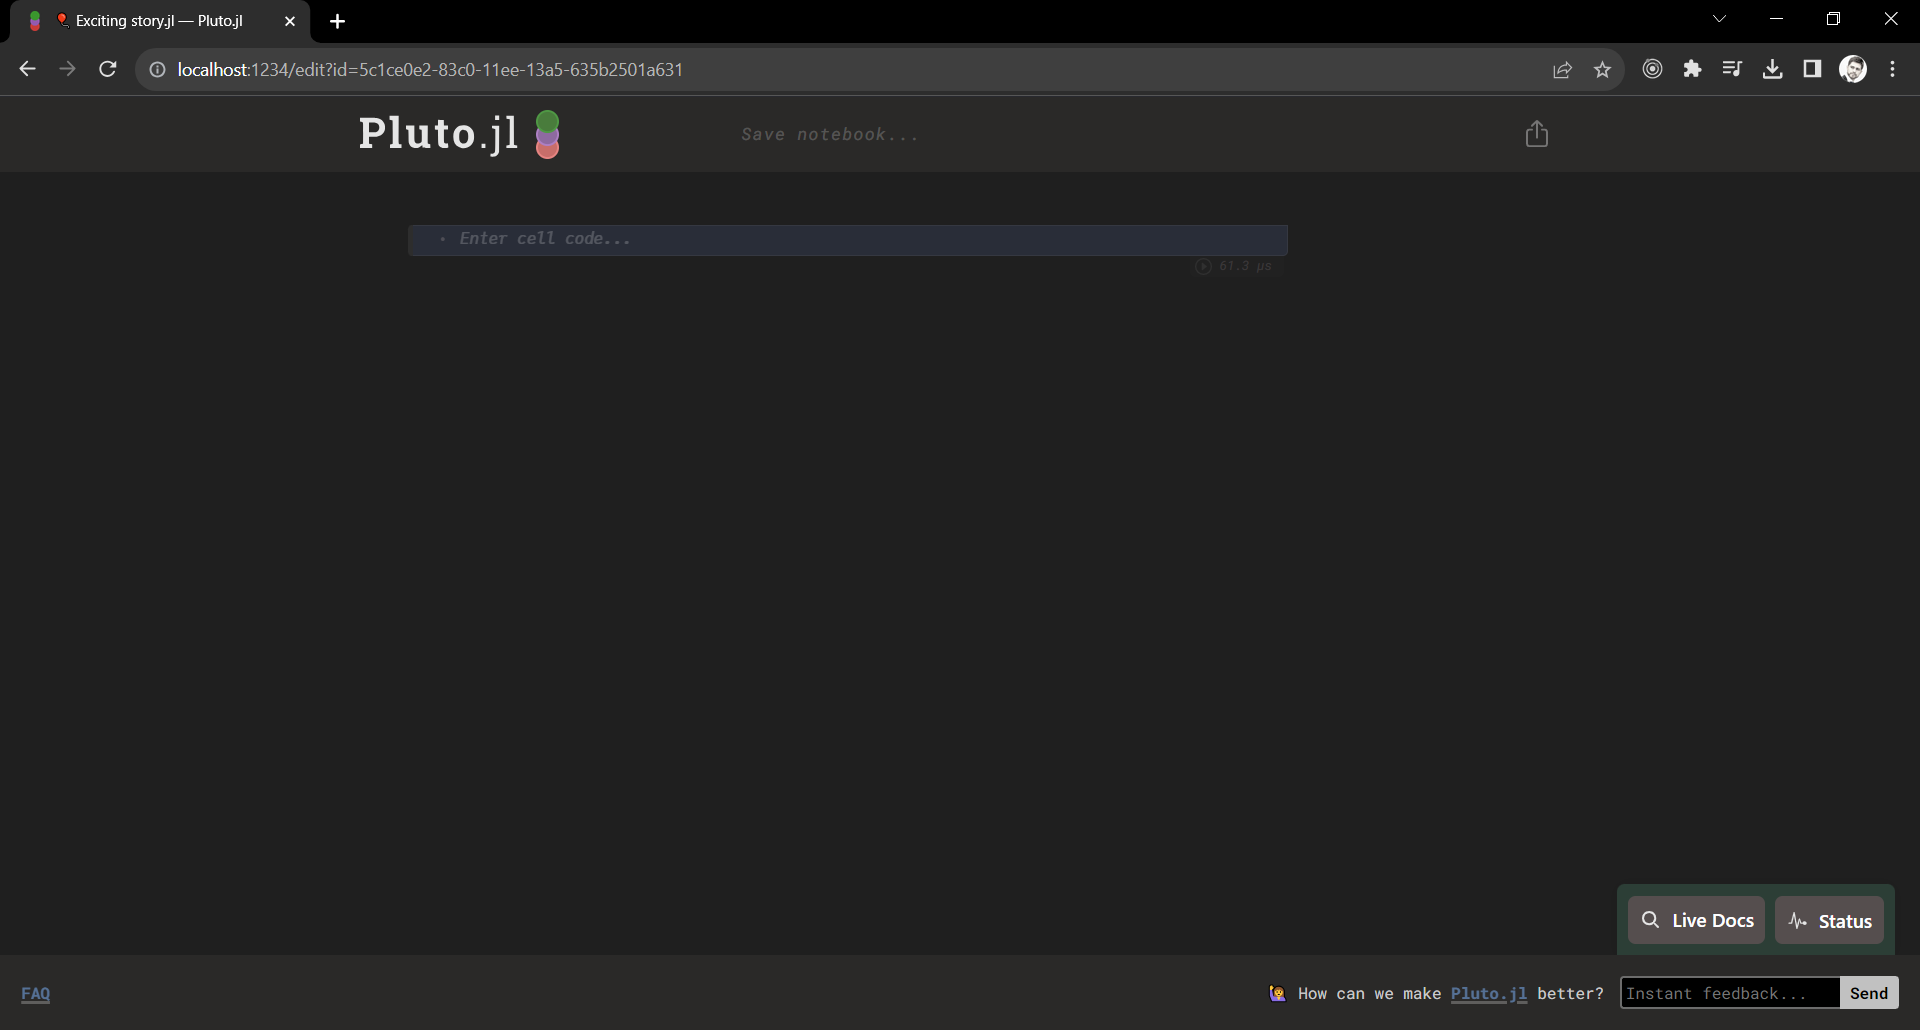 Exciting story.jl — Pluto.jl
localhost:1234/edit?id=5c1ce0e2-83c0-11ee-13a5-635b2501a631
Pluto.jl
Save notebook...
Enter cell code...
61.3 μs
Live Docs
Status
FAQ
How can we make Pluto.jl better?
Instant feedback...
Send